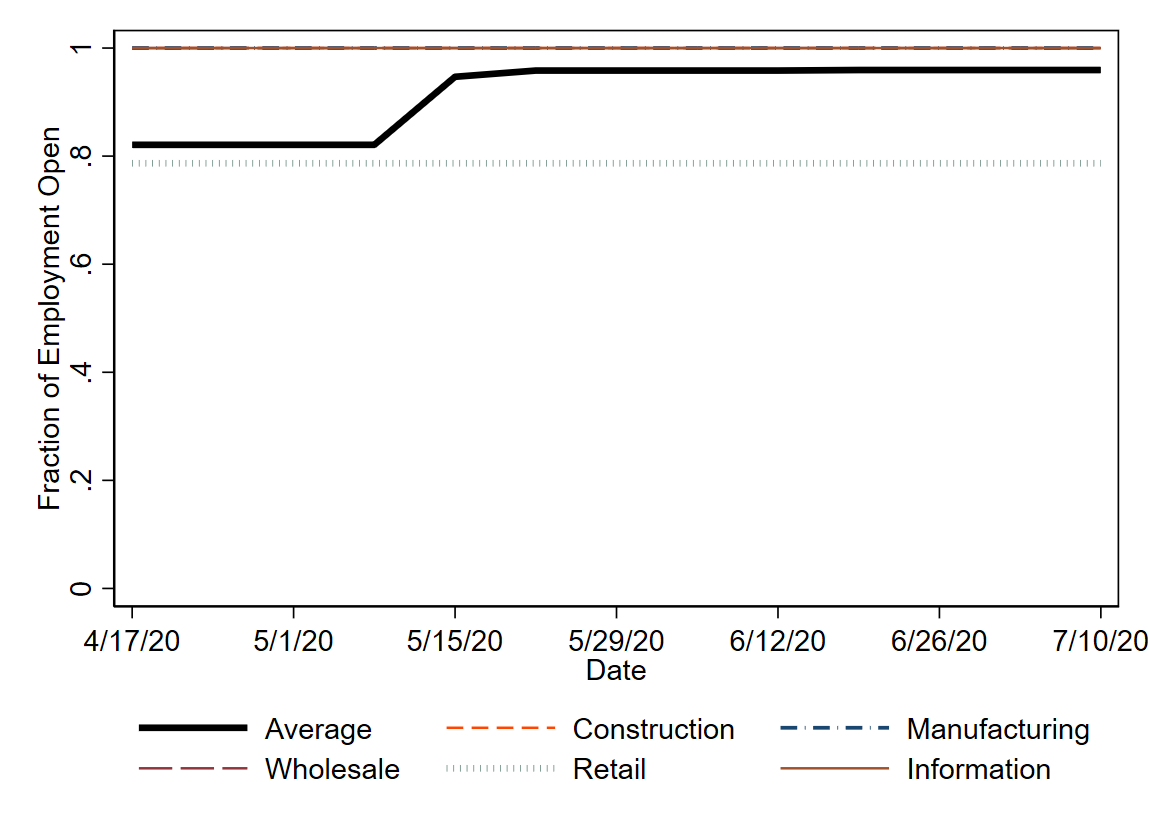 Fraction of Employment Open
1
.8
.6
.4
.2
0
4/17/20 5/1/20 5/15/20 5/29/20 6/12/20 6/26/20 7/10/20
Date
Average Construction Manufacturing
Wholesale Retail Information